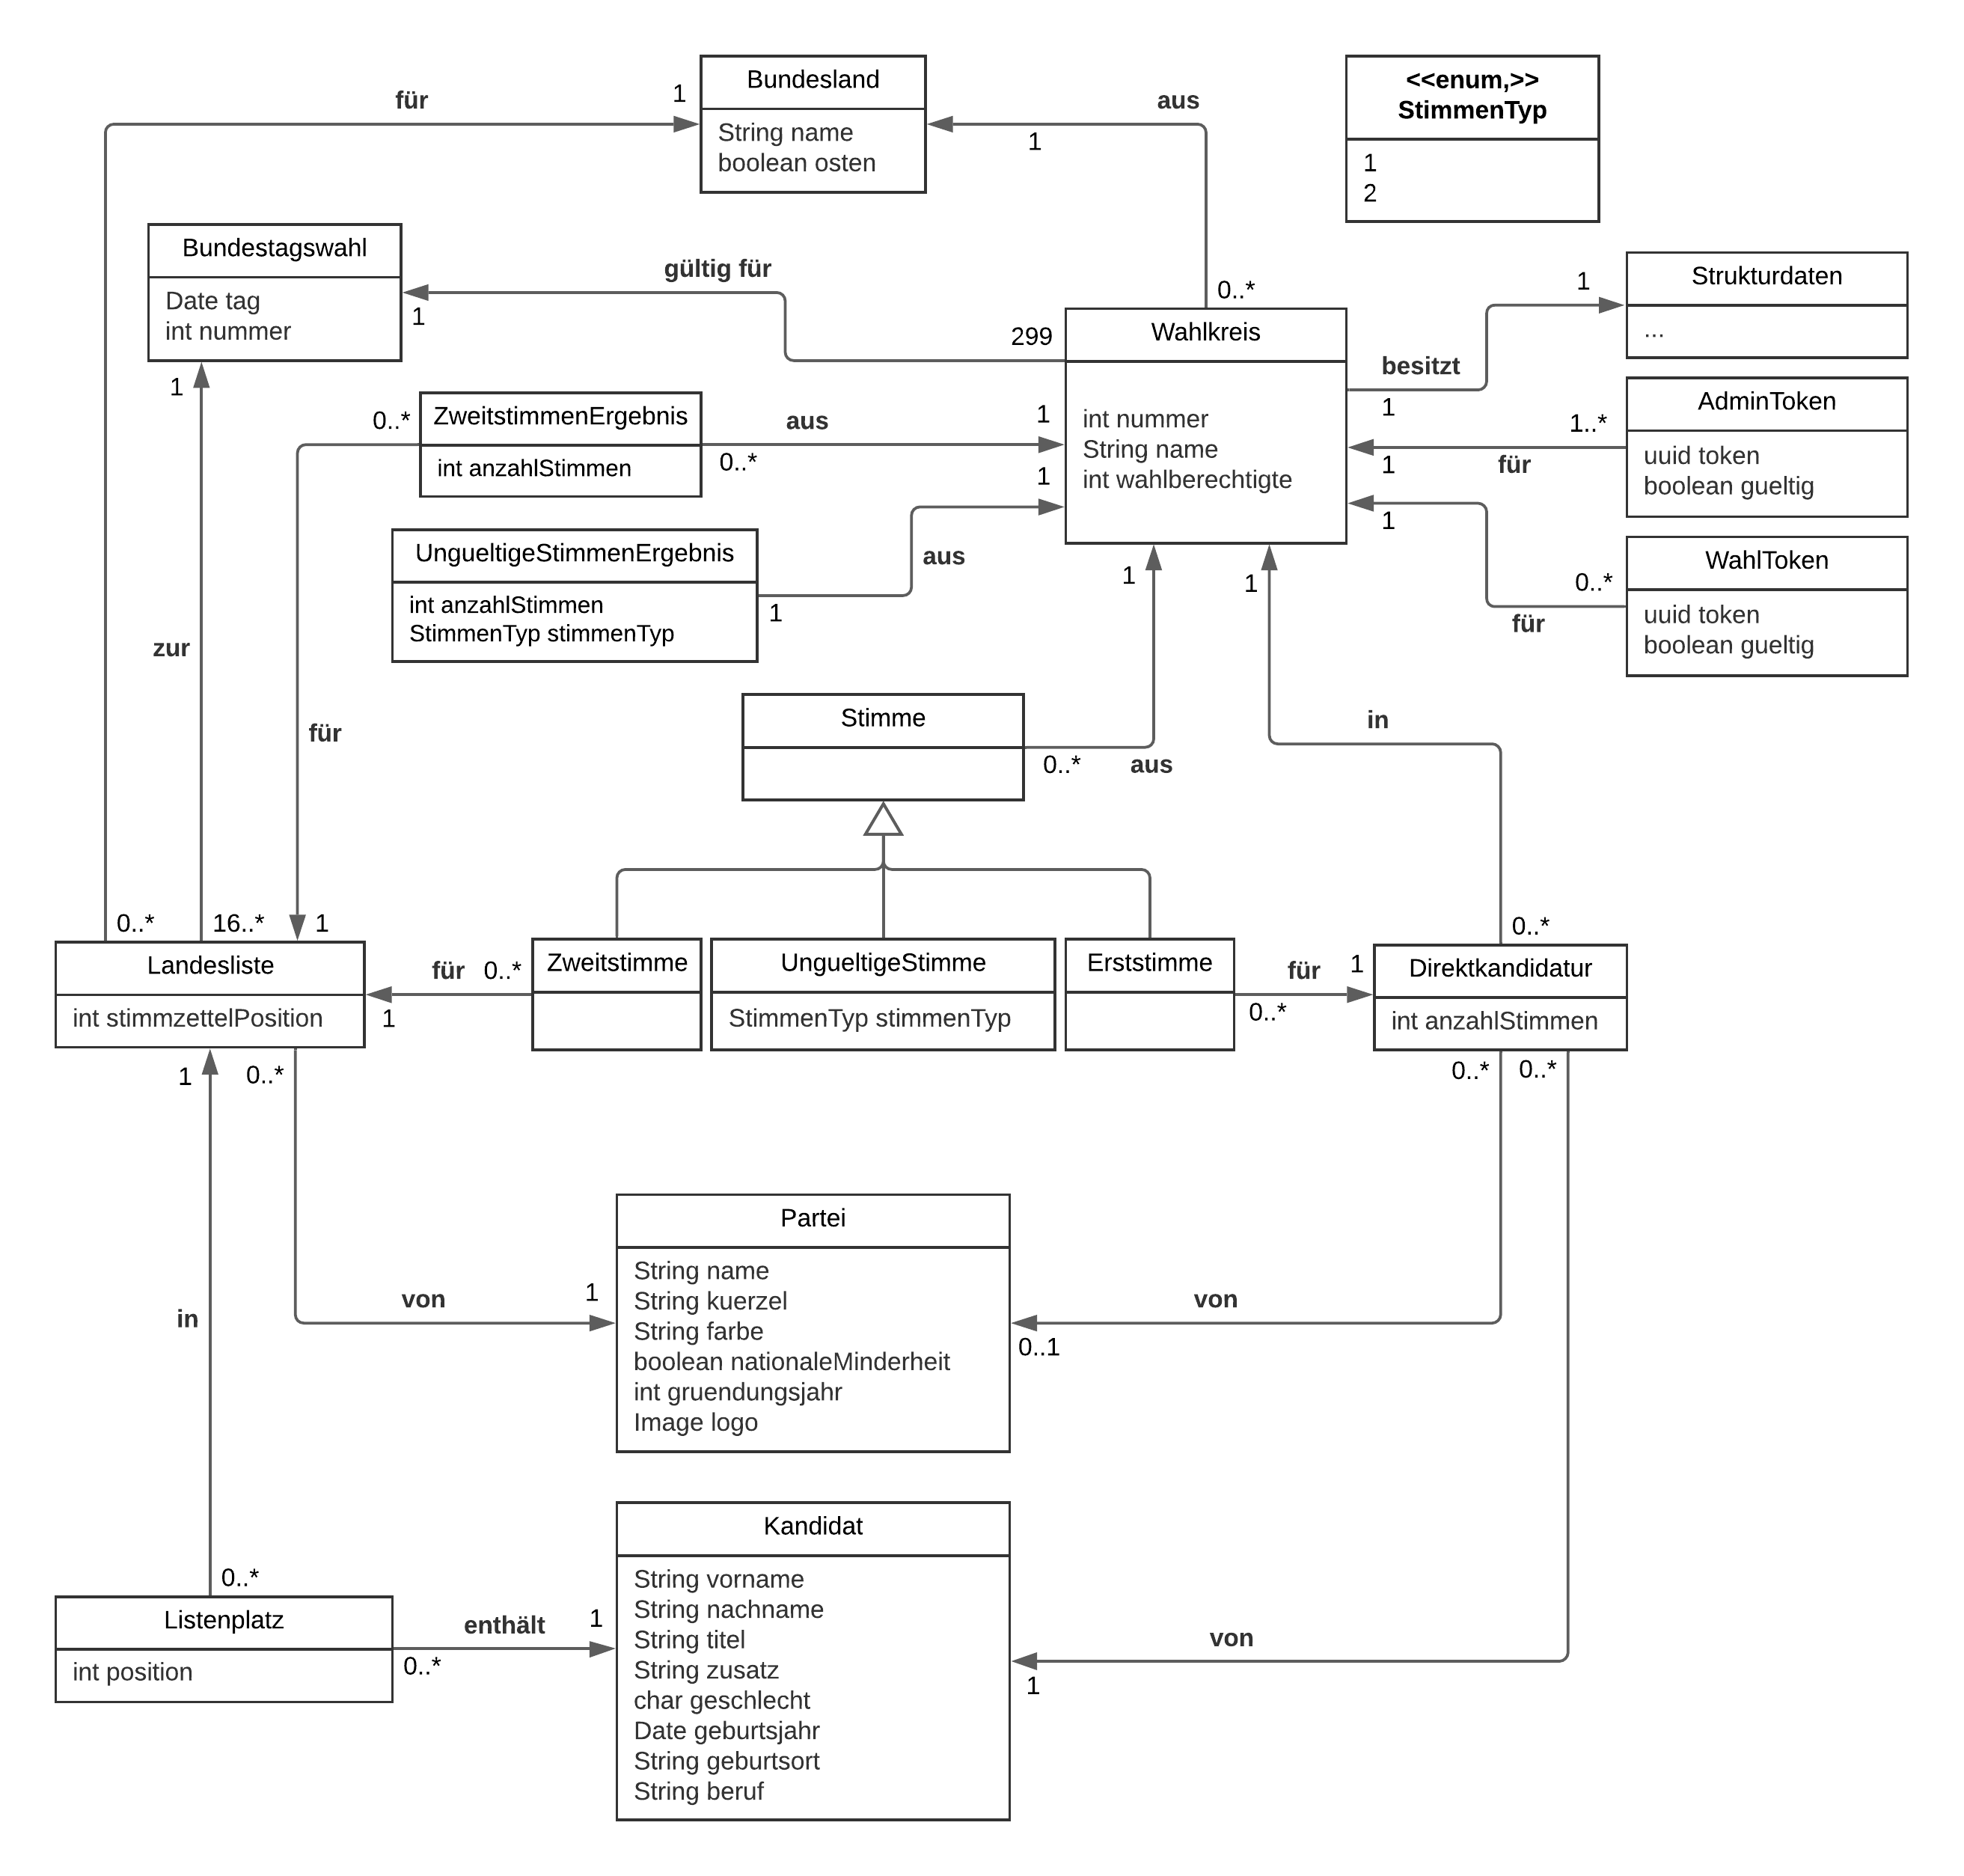 Bundesland
String name
boolean osten
<<enum,>>
StimmenTyp
1
2
für
1
aus
1
0..*
Bundestagswahl
Date tag
int nummer
gültig für
1
299
Wahlkreis
int nummer
String name
int wahlberechtigte
Strukturdaten
...
1
besitzt
1
AdminToken
uuid token
boolean gueltig
1..*
1
für
WahlToken
uuid token
boolean gueltig
1
0..*
für
1
zur
16..*
0..*
ZweitstimmenErgebnis
int anzahlStimmen
aus
1
0..*
0..*
für
1
UngueltigeStimmenErgebnis
int anzahlStimmen
StimmenTyp stimmenTyp
1
aus
1
Stimme
0..*
aus
1
1
in
0..*
Landesliste
int stimmzettelPosition
für
0..*
1
Zweitstimme
UngueltigeStimme
StimmenTyp stimmenTyp
Erststimme
für
1
0..*
Direktkandidatur
int anzahlStimmen
1
0..*
0..*
0..*
Partei
String name
String kuerzel
String farbe
boolean nationaleMinderheit
int gruendungsjahr
Image logo
von
1
von
0..1
in
0..*
Listenplatz
int position
enthält
1
0..*
Kandidat
String vorname
String nachname
String titel
String zusatz
char geschlecht
Date geburtsjahr
String geburtsort
String beruf
von
1